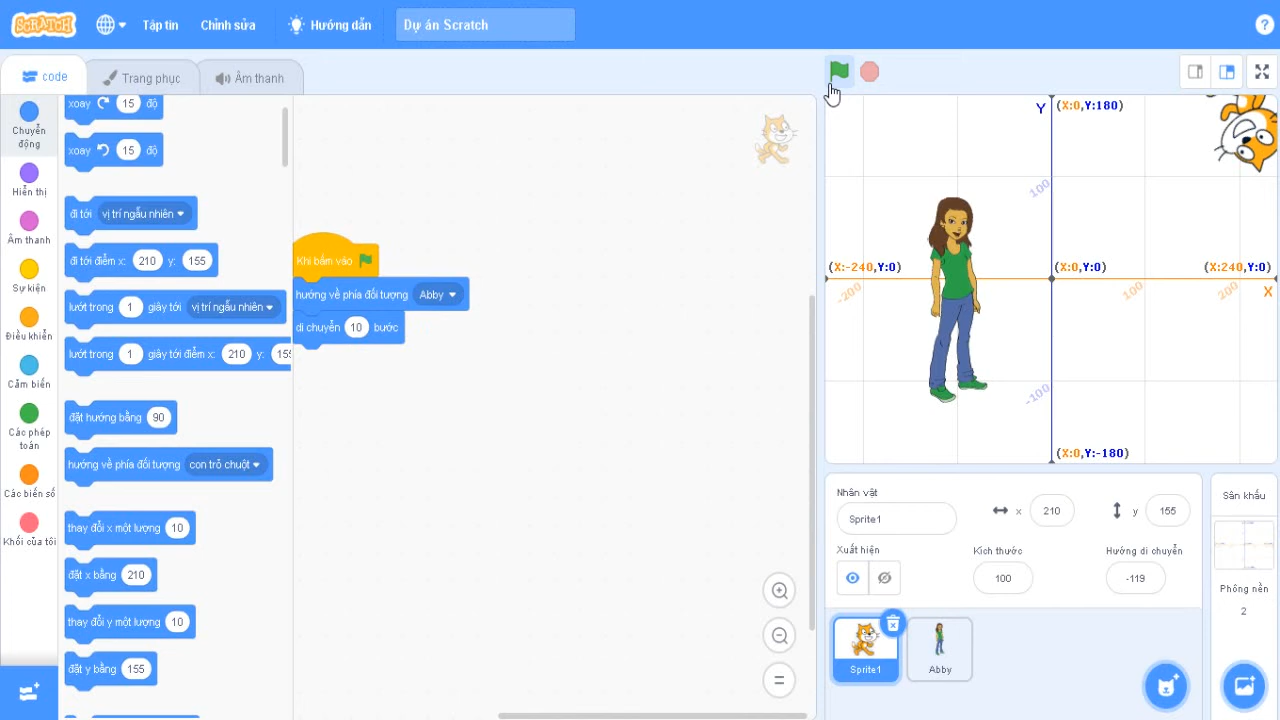 SCRATCH
Tập tin
Chỉnh sửa
Hướng dẫn
Dự án Scratch
?
code
Trang phục
Âm thanh
Chuyển động
Hiển thị
Âm thanh
Sự kiện
Điều khiển
Cảm biến
Các phép toán
Các biến số
Khối của tôi
xoay 15 độ
xoay 15 độ
đi tới vị trí ngẫu nhiên
đi tới điểm x: 210 y: 155
lướt trong 1 giây tới vị trí ngẫu nhiên
lướt trong 1 giây tới điểm x: 210 y: 155
đặt hướng bằng 90
hướng về phía đối tượng con trỏ chuột
thay đổi x một lượng 10
đặt x bằng 210
thay đổi y một lượng 10
đặt y bằng 155
Khi bấm vào
hướng về phía đối tượng Abby
di chuyển 10 bước
Y (X:0,Y:180)
100
(X:-240,Y:0) (X:0,Y:0) (X:240,Y:0)
-200 100 200 X
-100
(X:0,Y:-180)
Nhân vật
Sprite1
x 210
y 155
Xuất hiện
Kích thước
100
Hướng di chuyển
-119
Sprite1
Abby
Sân khấu
Phông nền
2